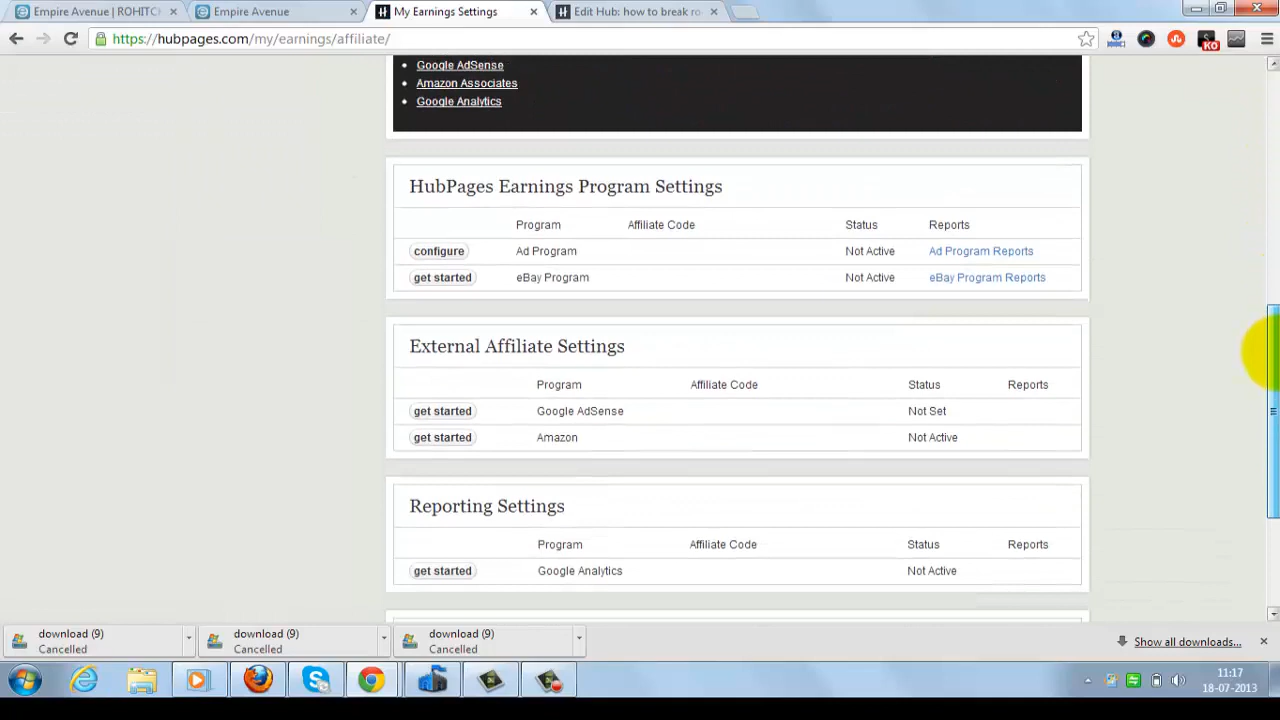 Empire Avenue | ROHITCH
Empire Avenue
My Earnings Settings
Edit Hub: how to break ro
https://hubpages.com/my/earnings/affiliate/
KO
Google AdSense
Amazon Associates
Google Analytics
HubPages Earnings Program Settings
Program Affiliate Code Status Reports
configure Ad Program Not Active Ad Program Reports
get started eBay Program Not Active eBay Program Reports
External Affiliate Settings
Program Affiliate Code Status Reports
get started Google AdSense Not Set
get started Amazon Not Active
Reporting Settings
Program Affiliate Code Status Reports
get started Google Analytics Not Active
download (9) download (9) download (9)
Cancelled Cancelled Cancelled
Show all downloads...
11:17
18-07-2013